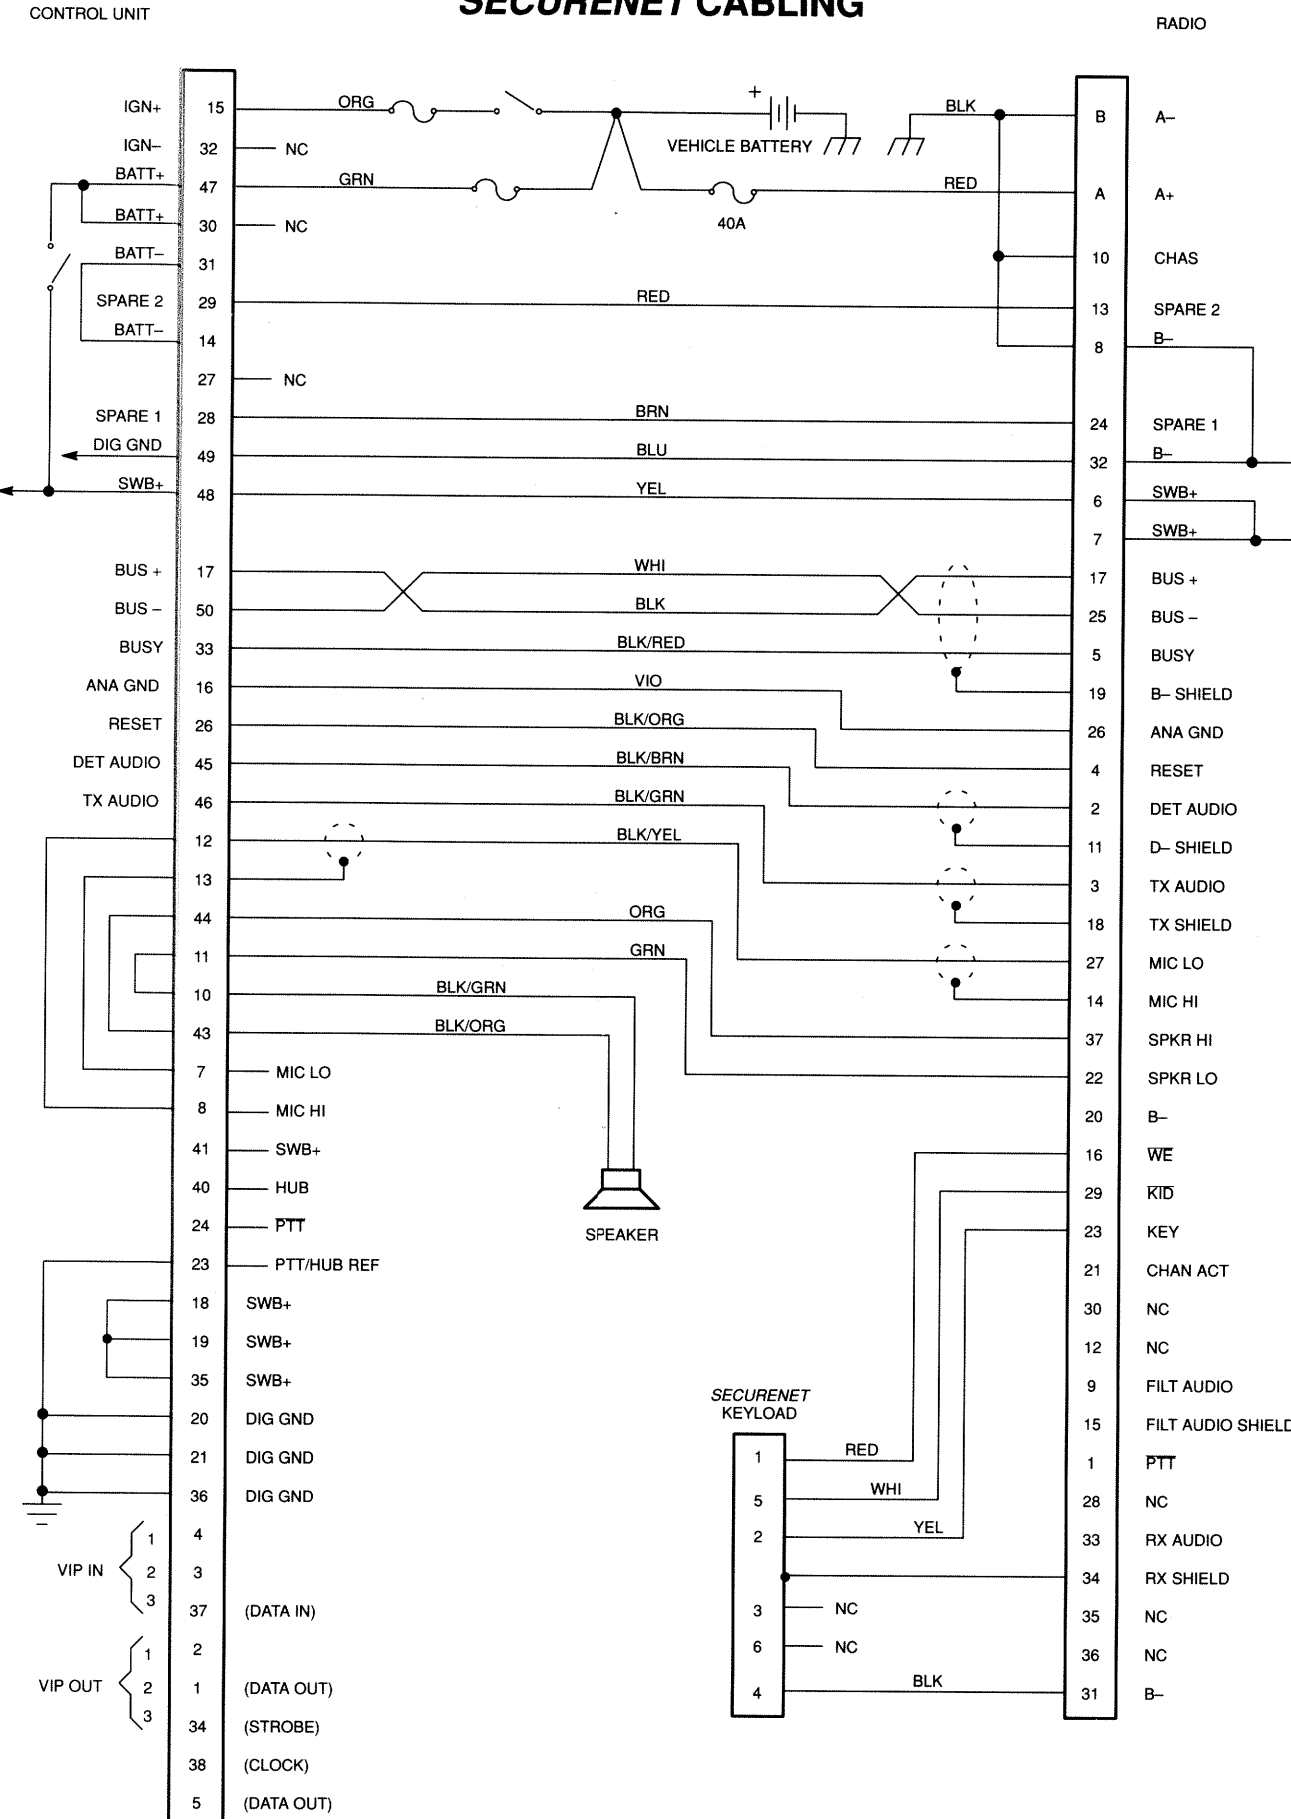 SECURENET CABLING
CONTROL UNIT
RADIO
IGN+ 15 ORG + BLK B A–
IGN– 32 NC VEHICLE BATTERY
BATT+ 47 GRN RED A A+
BATT+ 30 NC 40A
BATT– 31 10 CHAS
SPARE 2 29 RED 13 SPARE 2
BATT– 14 8 B–
27 NC
SPARE 1 28 BRN 24 SPARE 1
DIG GND 49 BLU 32 B–
SWB+ 48 YEL 6 SWB+
7 SWB+
BUS + 17 WHI 17 BUS +
BUS – 50 BLK 25 BUS –
BUSY 33 BLK/RED 5 BUSY
ANA GND 16 VIO 19 B– SHIELD
RESET 26 BLK/ORG 26 ANA GND
DET AUDIO 45 BLK/BRN 4 RESET
TX AUDIO 46 BLK/GRN 2 DET AUDIO
12 BLK/YEL 11 D– SHIELD
13 3 TX AUDIO
44 ORG 18 TX SHIELD
11 GRN 27 MIC LO
10 BLK/GRN 14 MIC HI
43 BLK/ORG 37 SPKR HI
7 MIC LO 22 SPKR LO
8 MIC HI 20 B–
41 SWB+ 16 WE
40 HUB 29 KID
24 PTT SPEAKER 23 KEY
23 PTT/HUB REF 21 CHAN ACT
18 SWB+ 30 NC
19 SWB+ 12 NC
35 SWB+ 9 FILT AUDIO
SECURENET
KEYLOAD
20 DIG GND 15 FILT AUDIO SHIELD
21 DIG GND 1 RED 1 PTT
36 DIG GND 5 WHI 28 NC
VIP IN 1 4 2 YEL 33 RX AUDIO
2 3 34 RX SHIELD
3 37 (DATA IN) 3 NC 35 NC
VIP OUT 1 2 6 NC 36 NC
2 1 (DATA OUT) 4 BLK 31 B–
3 34 (STROBE)
38 (CLOCK)
5 (DATA OUT)